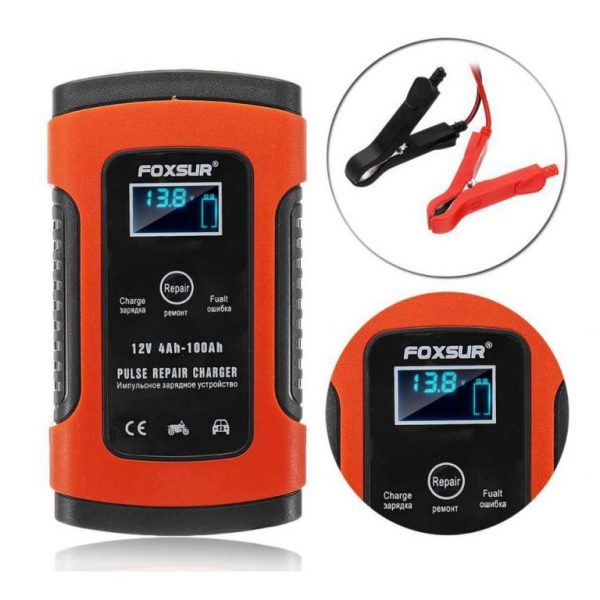 FOXSUR®
13.8 V
Repair
Charge
зарядка
ремонт
Fualt
ошибка
12V 4Ah-100Ah
PULSE REPAIR CHARGER
Импульсное зарядное устройство
CE
FOXSUR®
13.8 V
Repair
Charge
зарядка
ремонт
Fualt
ошибка